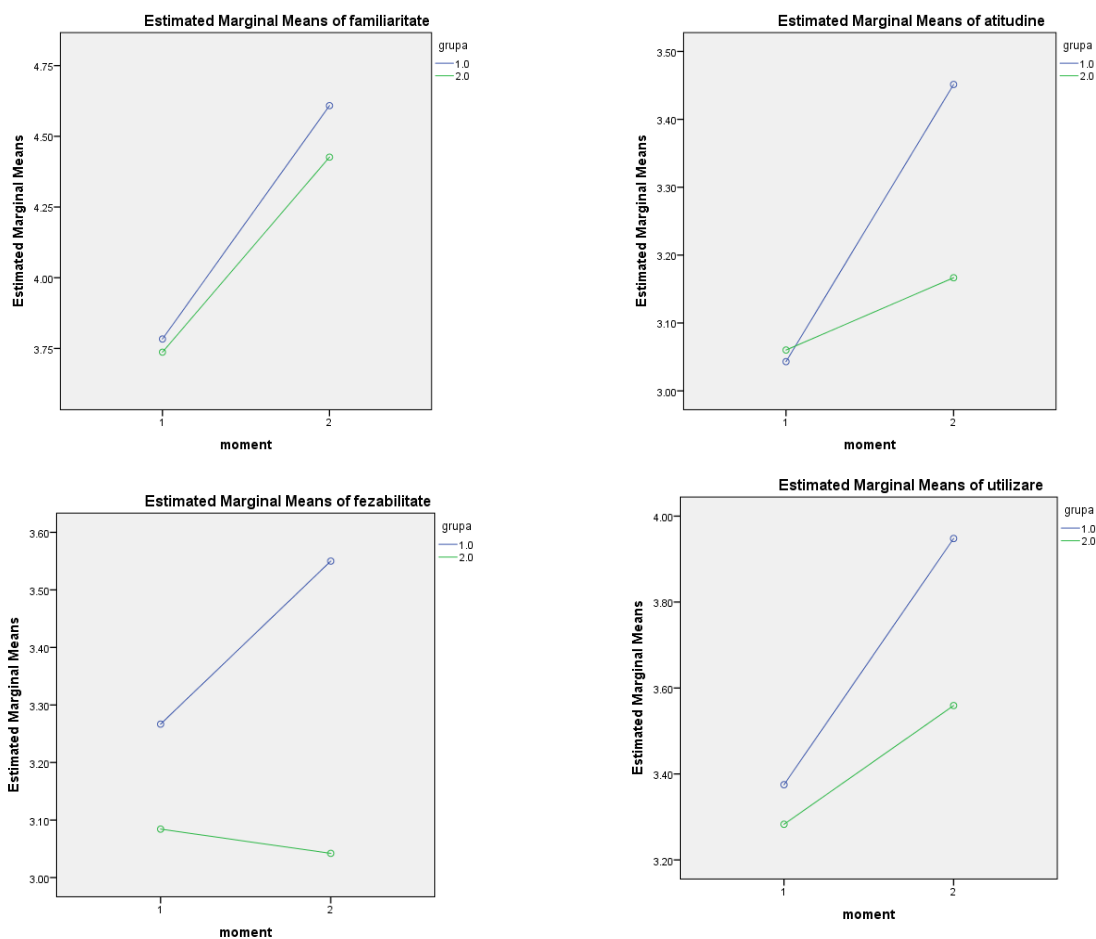 Estimated Marginal Means of familiaritate
grupa
1.0
2.0
4.75
4.50
4.25
4.00
3.75
Estimated Marginal Means
1
2
moment
Estimated Marginal Means of atitudine
grupa
1.0
2.0
3.50
3.40
3.30
3.20
3.10
3.00
Estimated Marginal Means
1
2
moment
Estimated Marginal Means of fezabilitate
grupa
1.0
2.0
3.60
3.50
3.40
3.30
3.20
3.10
3.00
Estimated Marginal Means
1
2
moment
Estimated Marginal Means of utilizare
grupa
1.0
2.0
4.00
3.80
3.60
3.40
3.20
Estimated Marginal Means
1
2
moment